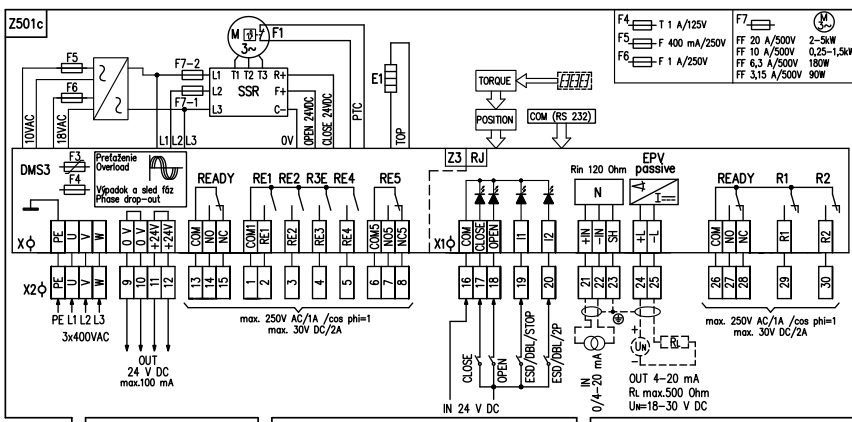 Z501c
M
3~
F1
F4 T 1 A/125V
F5 F 400 mA/250V
F6 F 1 A/250V
F7
M
3~
FF 20 A/500V 2-5kW
FF 10 A/500V 0,25-1,5kW
FF 6,3 A/500V 180W
FF 3,15 A/500V 90W
F5
F6
F7-2
F7-1
L1 T1 T2 T3 R+
L2 SSR F+
L3 C-
E1
TORQUE
POSITION
COM (RS 232)
10VAC
18VAC
L1 L2 L3
0V
OPEN 24VDC
CLOSE 24VDC
PTC
TOP
DMS3
F3
F4
Preťaženie
Overload
Výpadok a sled fáz
Phase drop-out
READY
RE1 RE2 R3E RE4
RE5
Z3 RJ
Rin 120 Ohm
N
EPV
passive
READY
R1
R2
X
PE U V W
0 V 0 V +24V +24V
COM NO NC
COM1 RE1 RE2 RE3 RE4
COM5 NO5 NC5
X1
COM CLOSE OPEN I1 I2
+IN -IN SH
+L -L
COM NO NC R1 R2
X2
PE U V W
9 10 11 12
13 14 15
1 2 3 4 5
6 7 8
16 17 18 19 20
21 22 23
24 25
26 27 28 29 30
PE L1 L2 L3
3x400VAC
OUT
24 V DC
max.100 mA
max. 250V AC/1A /cos phi=1
max. 30V DC/2A
CLOSE
OPEN
ESD/DBL/STOP
ESD/DBL/2P
IN 24 V DC
IN
0/4-20 mA
+
UN
-
RL
OUT 4-20 mA
RL max.500 Ohm
UN=18-30 V DC
max. 250V AC/1A /cos phi=1
max. 30V DC/2A